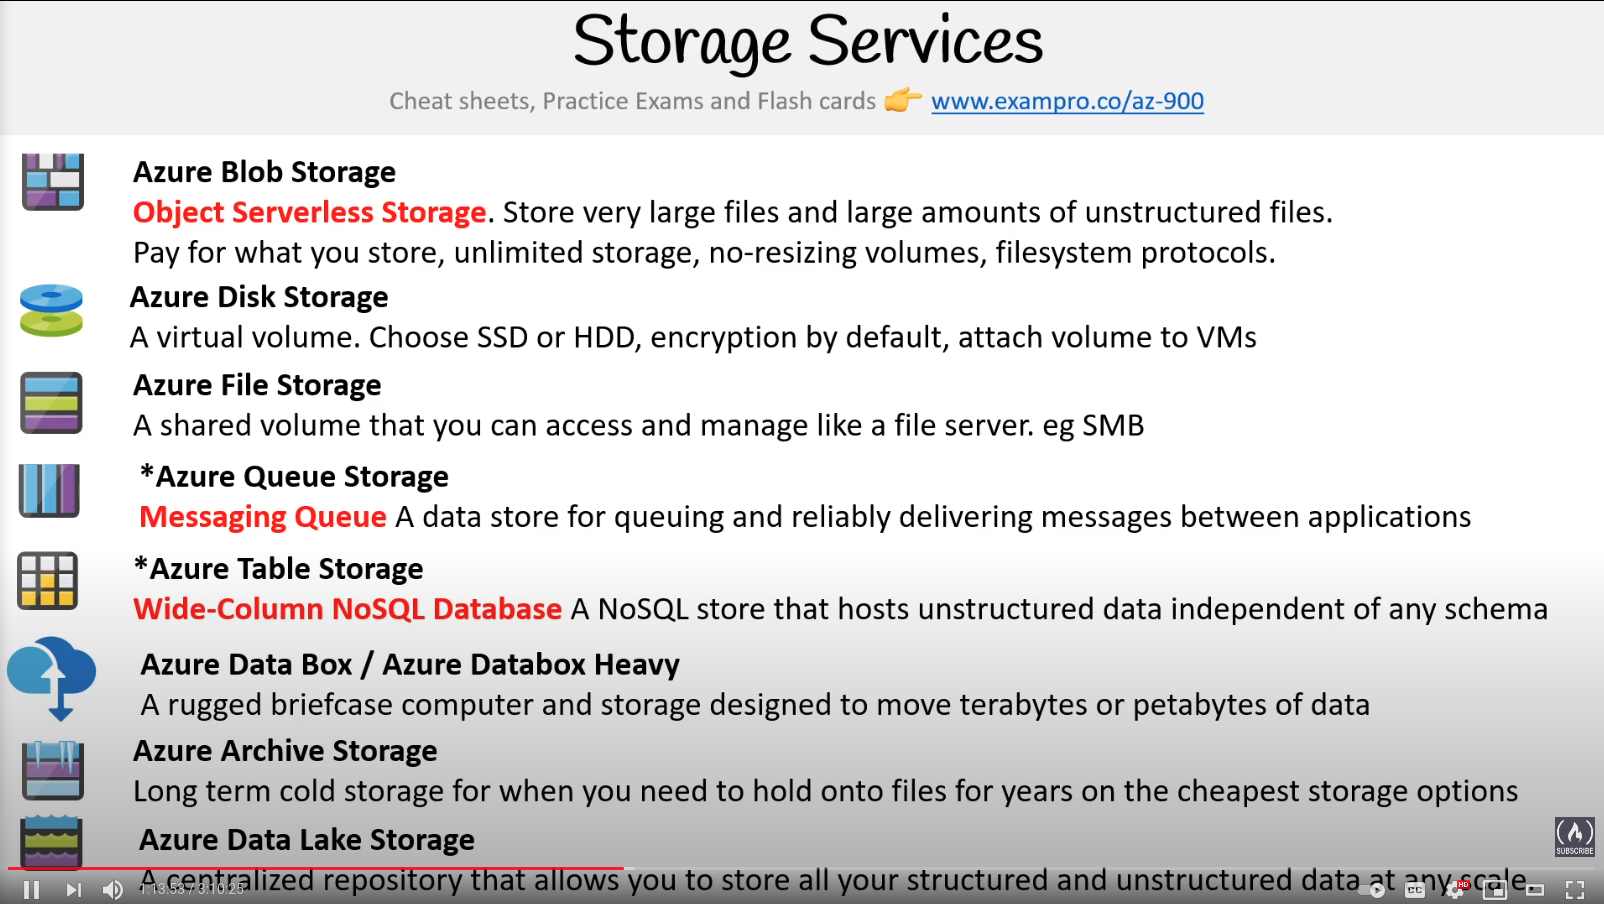 Storage Services
Cheat sheets, Practice Exams and Flash cards 👉 www.exampro.co/az-900
Azure Blob Storage
Object Serverless Storage. Store very large files and large amounts of unstructured files.
Pay for what you store, unlimited storage, no-resizing volumes, filesystem protocols.
Azure Disk Storage
A virtual volume. Choose SSD or HDD, encryption by default, attach volume to VMs
Azure File Storage
A shared volume that you can access and manage like a file server. eg SMB
*Azure Queue Storage
Messaging Queue A data store for queuing and reliably delivering messages between applications
*Azure Table Storage
Wide-Column NoSQL Database A NoSQL store that hosts unstructured data independent of any schema
Azure Data Box / Azure Databox Heavy
A rugged briefcase computer and storage designed to move terabytes or petabytes of data
Azure Archive Storage
Long term cold storage for when you need to hold onto files for years on the cheapest storage options
Azure Data Lake Storage
A centralized repository that allows you to store all your structured and unstructured data at any scale.
SUBSCRIBE
1:13:53 / 3:10:25
CC
HD